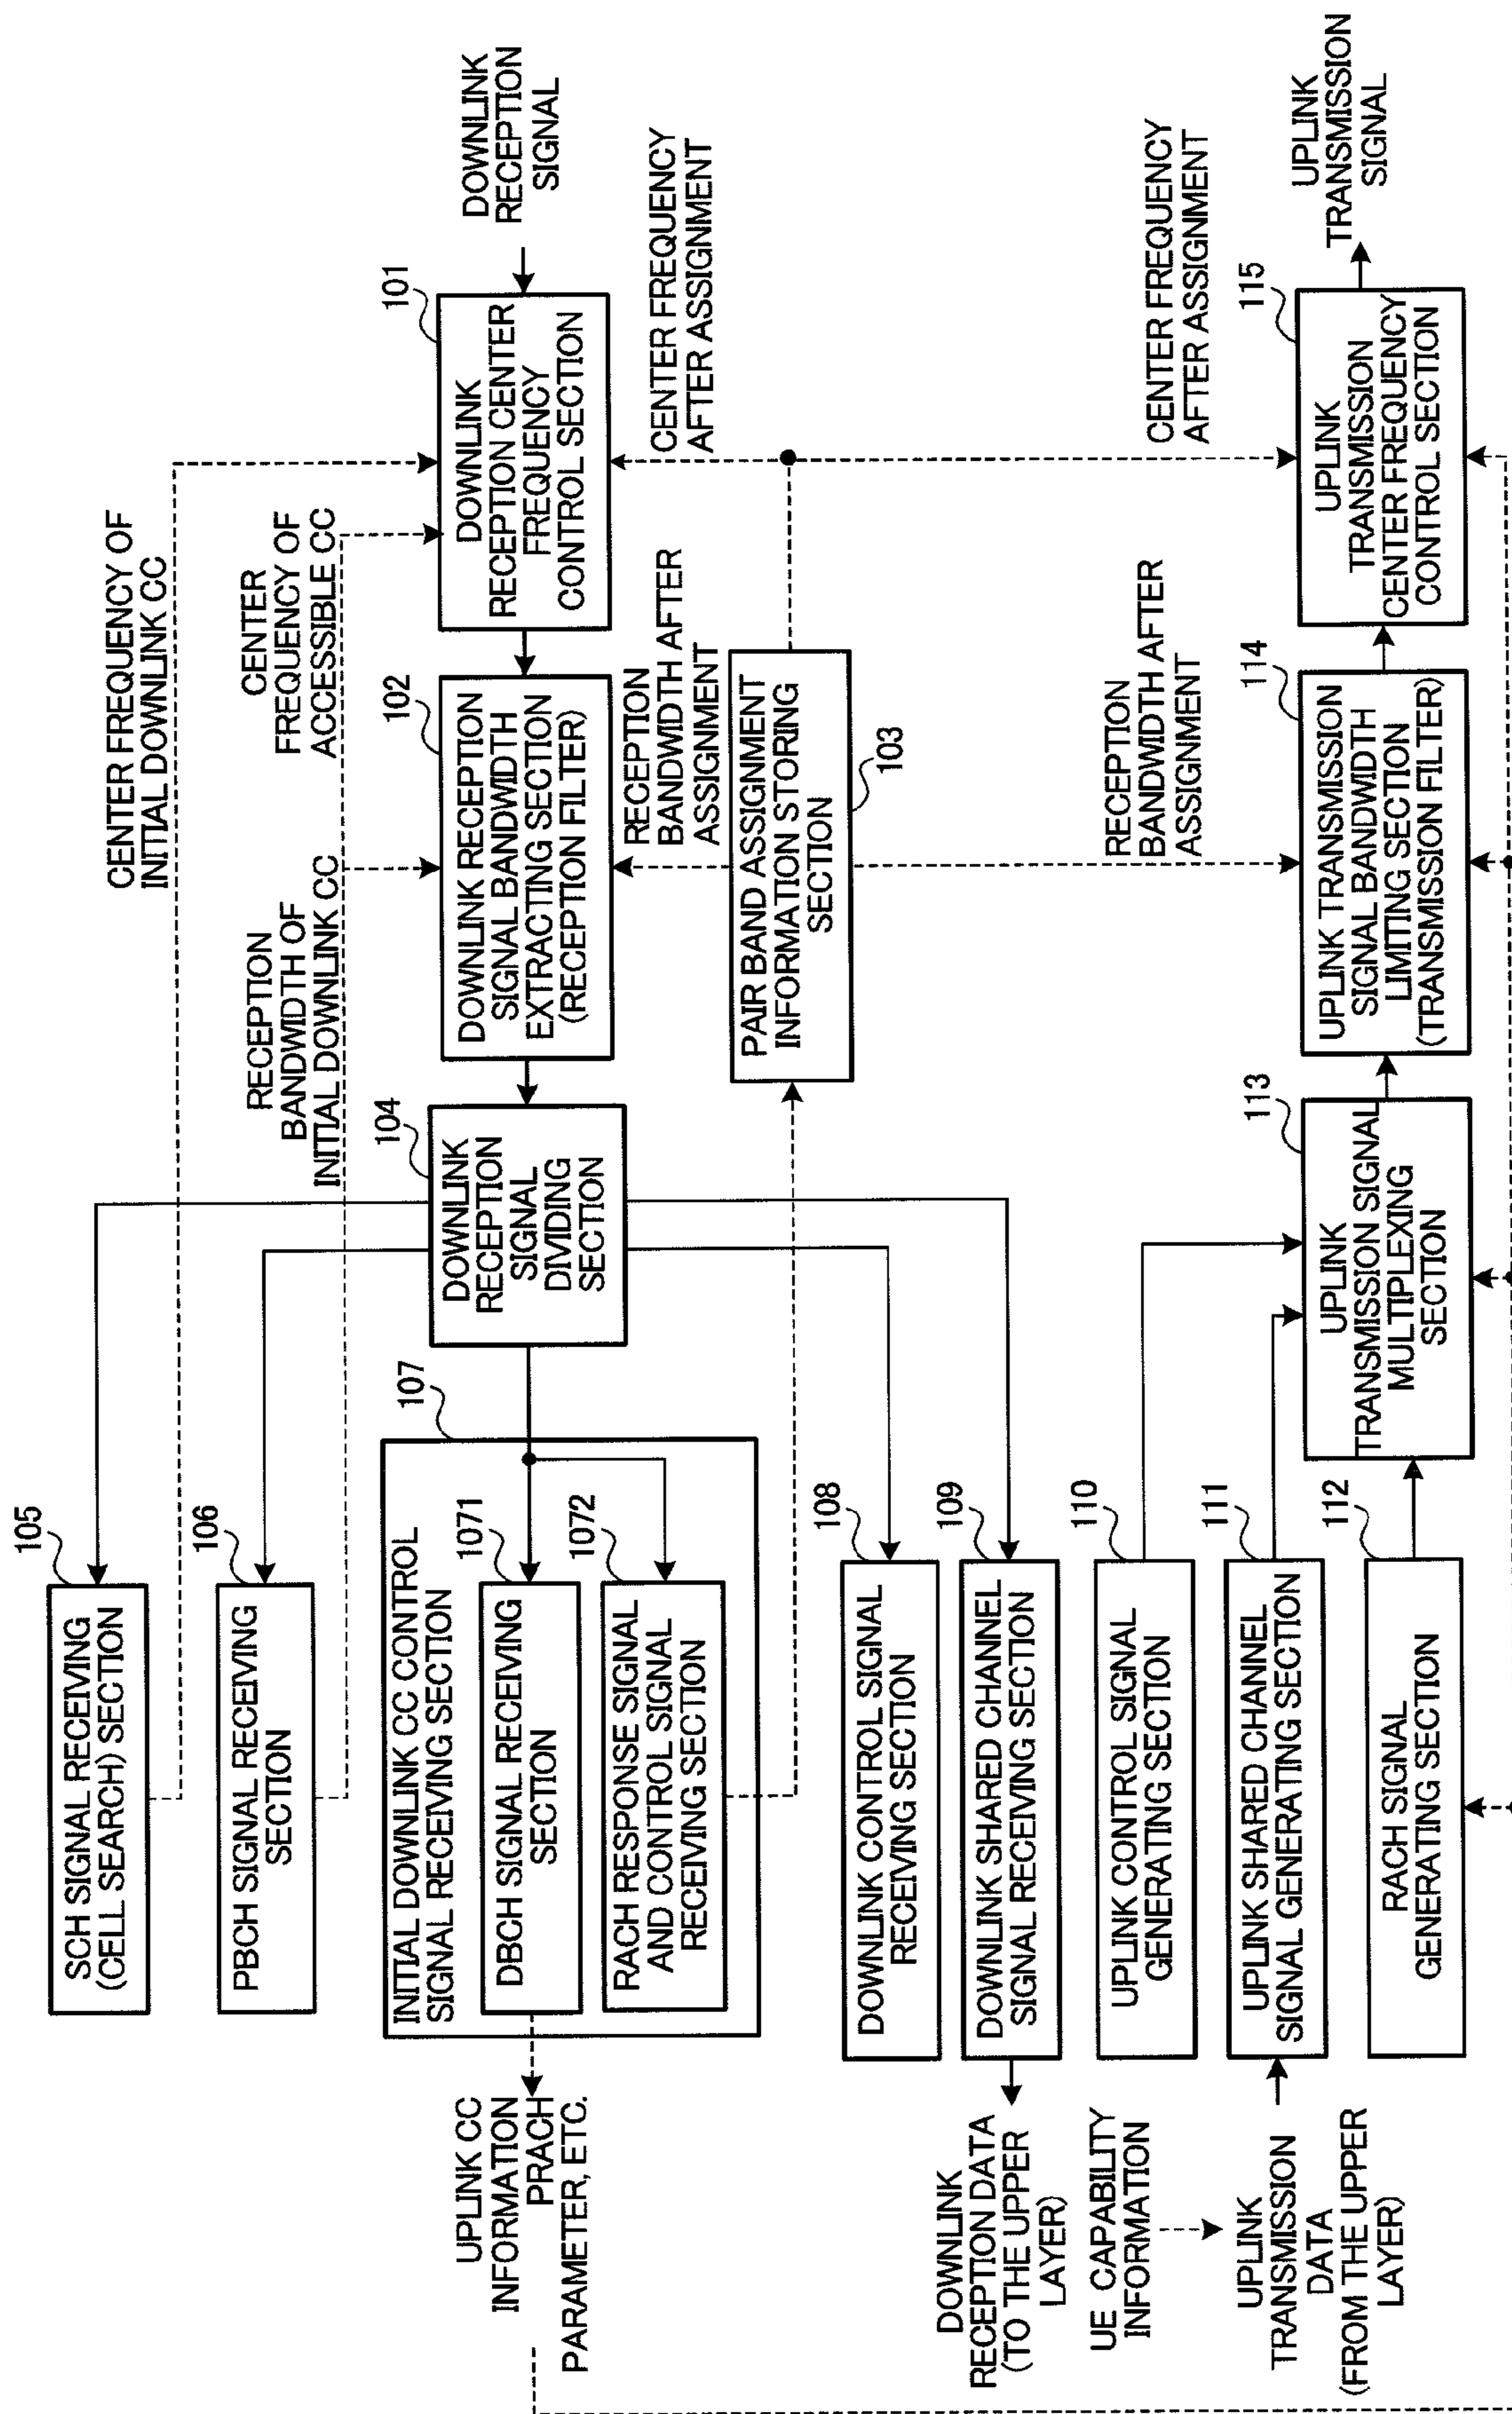 DOWNLINK
RECEPTION
SIGNAL
101
DOWNLINK
RECEPTION CENTER
FREQUENCY
CONTROL SECTION
CENTER FREQUENCY OF
INITIAL DOWNLINK CC
CENTER
FREQUENCY OF
ACCESSIBLE CC
RECEPTION
BANDWIDTH OF
INITIAL DOWNLINK CC
CENTER FREQUENCY
AFTER ASSIGNMENT
102
DOWNLINK RECEPTION
SIGNAL BANDWIDTH
EXTRACTING SECTION
(RECEPTION FILTER)
RECEPTION
BANDWIDTH AFTER
ASSIGNMENT
PAIR BAND ASSIGNMENT
INFORMATION STORING
SECTION
103
104
DOWNLINK
RECEPTION
SIGNAL
DIVIDING
SECTION
105
SCH SIGNAL RECEIVING
(CELL SEARCH) SECTION
106
PBCH SIGNAL RECEIVING
SECTION
107
INITIAL DOWNLINK CC CONTROL
SIGNAL RECEIVING SECTION
1071
DBCH SIGNAL RECEIVING
SECTION
1072
RACH RESPONSE SIGNAL
AND CONTROL SIGNAL
RECEIVING SECTION
UPLINK CC
INFORMATION
PRACH
PARAMETER, ETC.
108
DOWNLINK CONTROL SIGNAL
RECEIVING SECTION
109
DOWNLINK SHARED CHANNEL
SIGNAL RECEIVING SECTION
DOWNLINK
RECEPTION DATA
(TO THE UPPER
LAYER)
110
UPLINK CONTROL SIGNAL
GENERATING SECTION
UE CAPABILITY
INFORMATION
111
UPLINK SHARED CHANNEL
SIGNAL GENERATING SECTION
UPLINK
TRANSMISSION
DATA
(FROM THE UPPER
LAYER)
112
RACH SIGNAL
GENERATING SECTION
113
UPLINK
TRANSMISSION SIGNAL
MULTIPLEXING
SECTION
114
UPLINK TRANSMISSION
SIGNAL BANDWIDTH
LIMITING SECTION
(TRANSMISSION FILTER)
RECEPTION
BANDWIDTH AFTER
ASSIGNMENT
115
UPLINK
TRANSMISSION
CENTER FREQUENCY
CONTROL SECTION
CENTER FREQUENCY
AFTER ASSIGNMENT
UPLINK
TRANSMISSION
SIGNAL